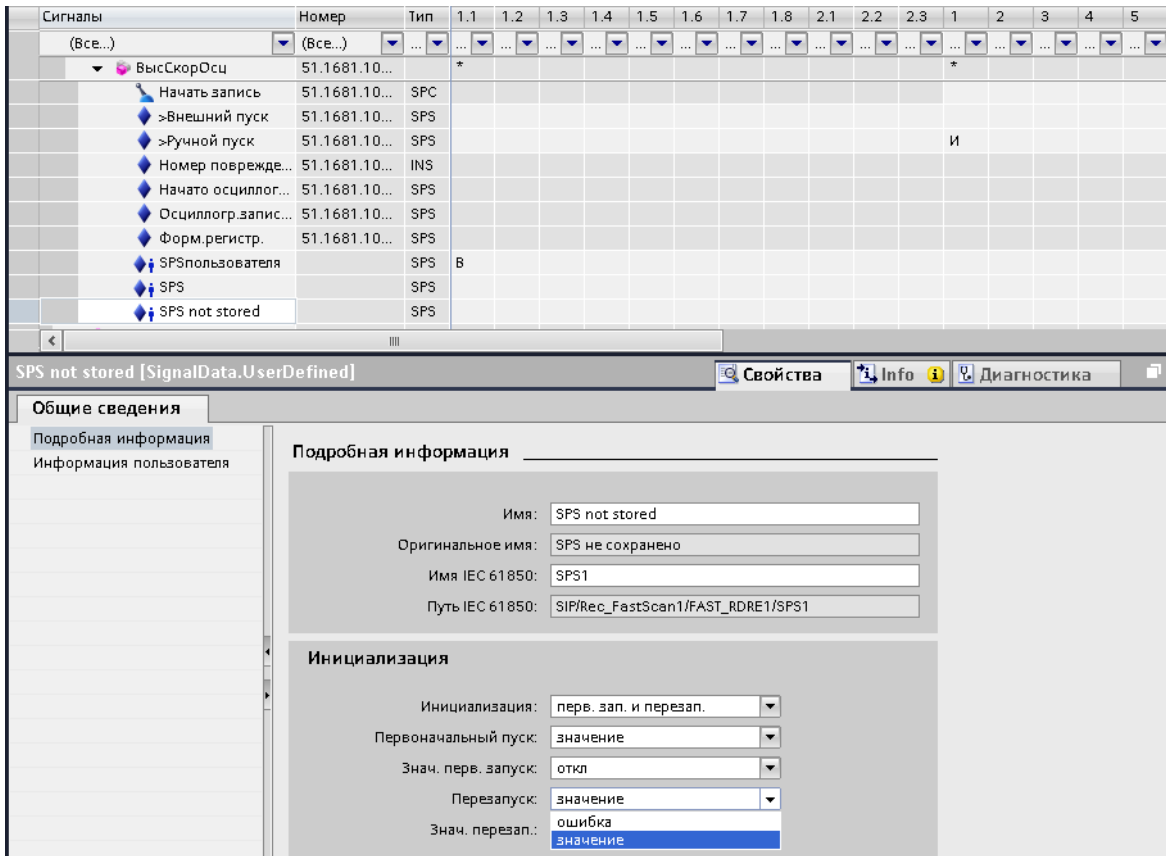 Сигналы Номер Тип 1.1 1.2 1.3 1.4 1.5 1.6 1.7 1.8 2.1 2.2 2.3 1 2 3 4 5
(Все...) (Все...) ... ... ... ... ... ... ... ... ... ... ... ... ... ... ... ... ...
ВысСкорОсц 51.1681.10... * *
Начать запись 51.1681.10... SPC
>Внешний пуск 51.1681.10... SPS
>Ручной пуск 51.1681.10... SPS И
Номер поврежде... 51.1681.10... INS
Начато осциллог... 51.1681.10... SPS
Осциллогр.запис... 51.1681.10... SPS
Форм.регистр. 51.1681.10... SPS
SPSпользователя SPS В
SPS SPS
SPS not stored SPS
SPS not stored [SignalData.UserDefined] Свойства Info Диагностика
Общие сведения
Подробная информация
Информация пользователя
Подробная информация
Имя: SPS not stored
Оригинальное имя: SPS не сохранено
Имя IEC 61850: SPS1
Путь IEC 61850: SIP/Rec_FastScan1/FAST_RDRE1/SPS1
Инициализация
Инициализация: перв. зап. и перезап.
Первоначальный пуск: значение
Знач. перв. запуск: откл
Перезапуск: значение
Знач. перезап.: ошибка
значение